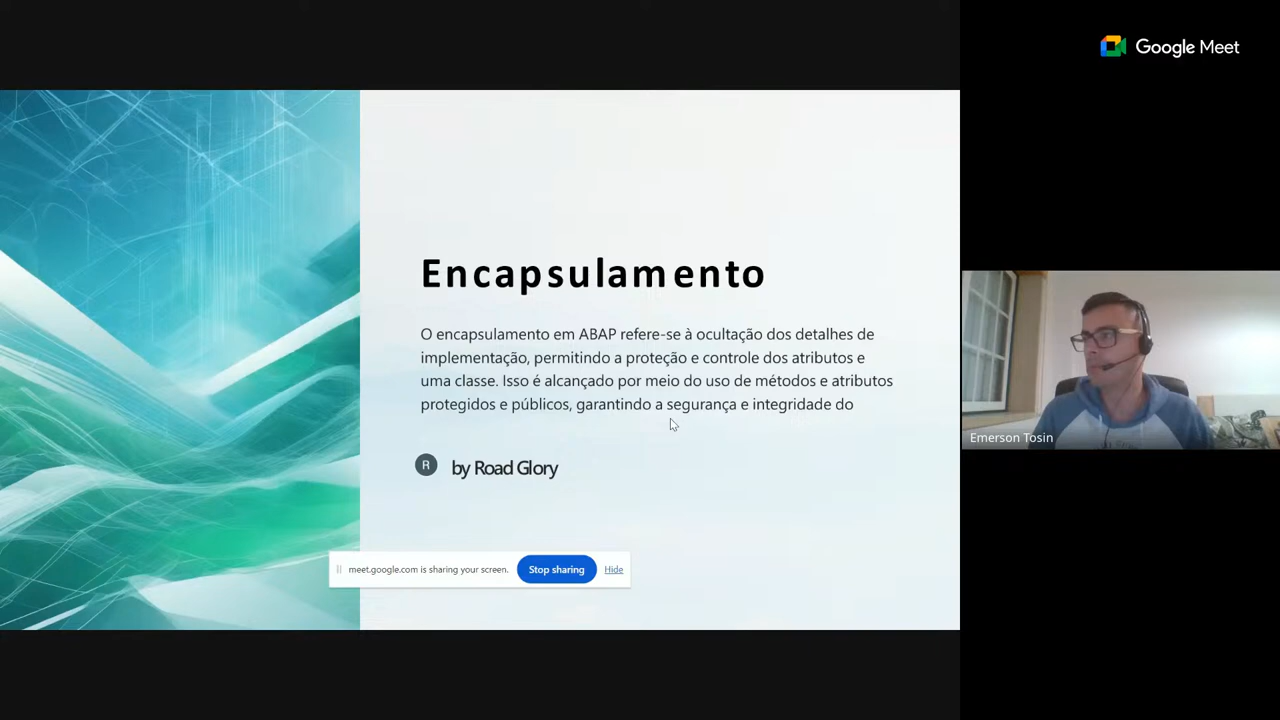 Google Meet
Encapsulamento
O encapsulamento em ABAP refere-se à ocultação dos detalhes de
implementação, permitindo a proteção e controle dos atributos e
uma classe. Isso é alcançado por meio do uso de métodos e atributos
protegidos e públicos, garantindo a segurança e integridade do
R
by Road Glory
Emerson Tosin
meet.google.com is sharing your screen.
Stop sharing
Hide